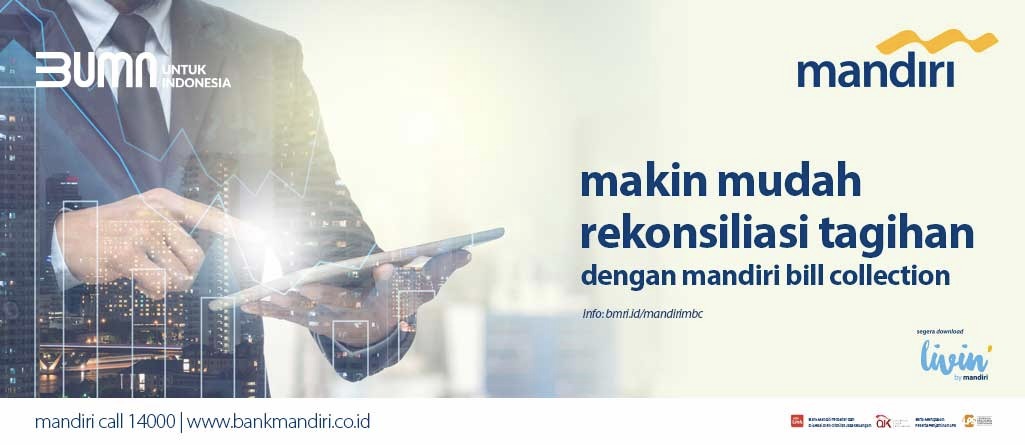 BUMN
UNTUK
INDONESIA
mandiri
makin mudah
rekonsiliasi tagihan
dengan mandiri bill collection
info: bmri.id/mandirimbc
segera download
livin'
by mandiri
mandiri call 14000 | www.bankmandiri.co.id